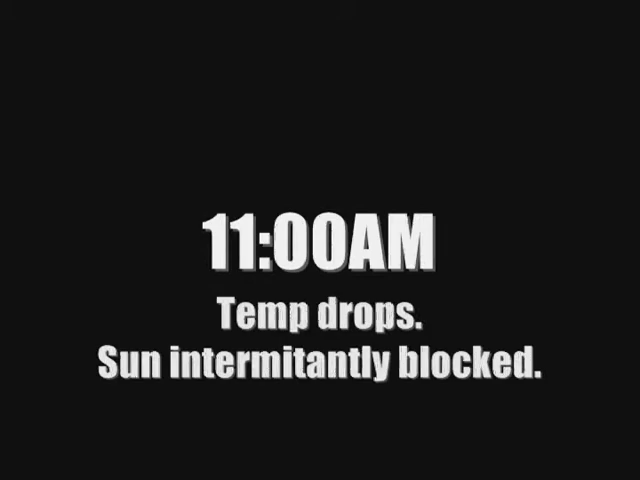 11:00AM
Temp drops.
Sun intermitantly blocked.